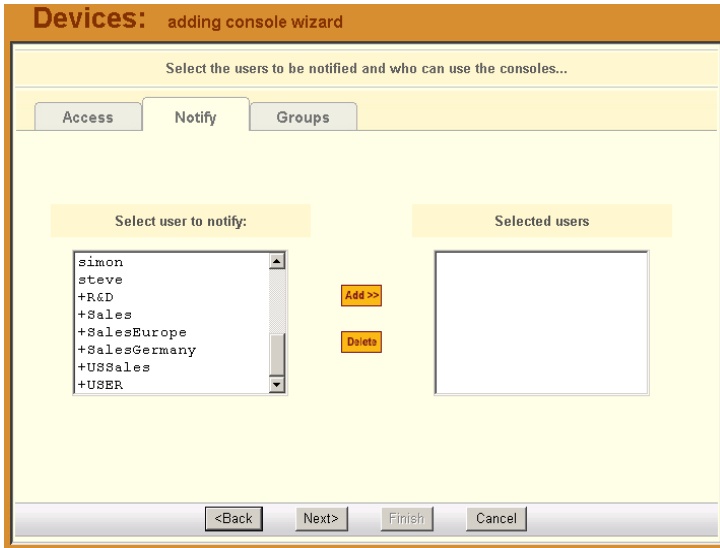 Devices: adding console wizard
Select the users to be notified and who can use the consoles...
Access Notify Groups
Select user to notify: Selected users
simon
steve
+R&D
+Sales
+SalesEurope
+SalesGermany
+USSales
+USER
Add >>
Delete
<Back Next> Finish Cancel